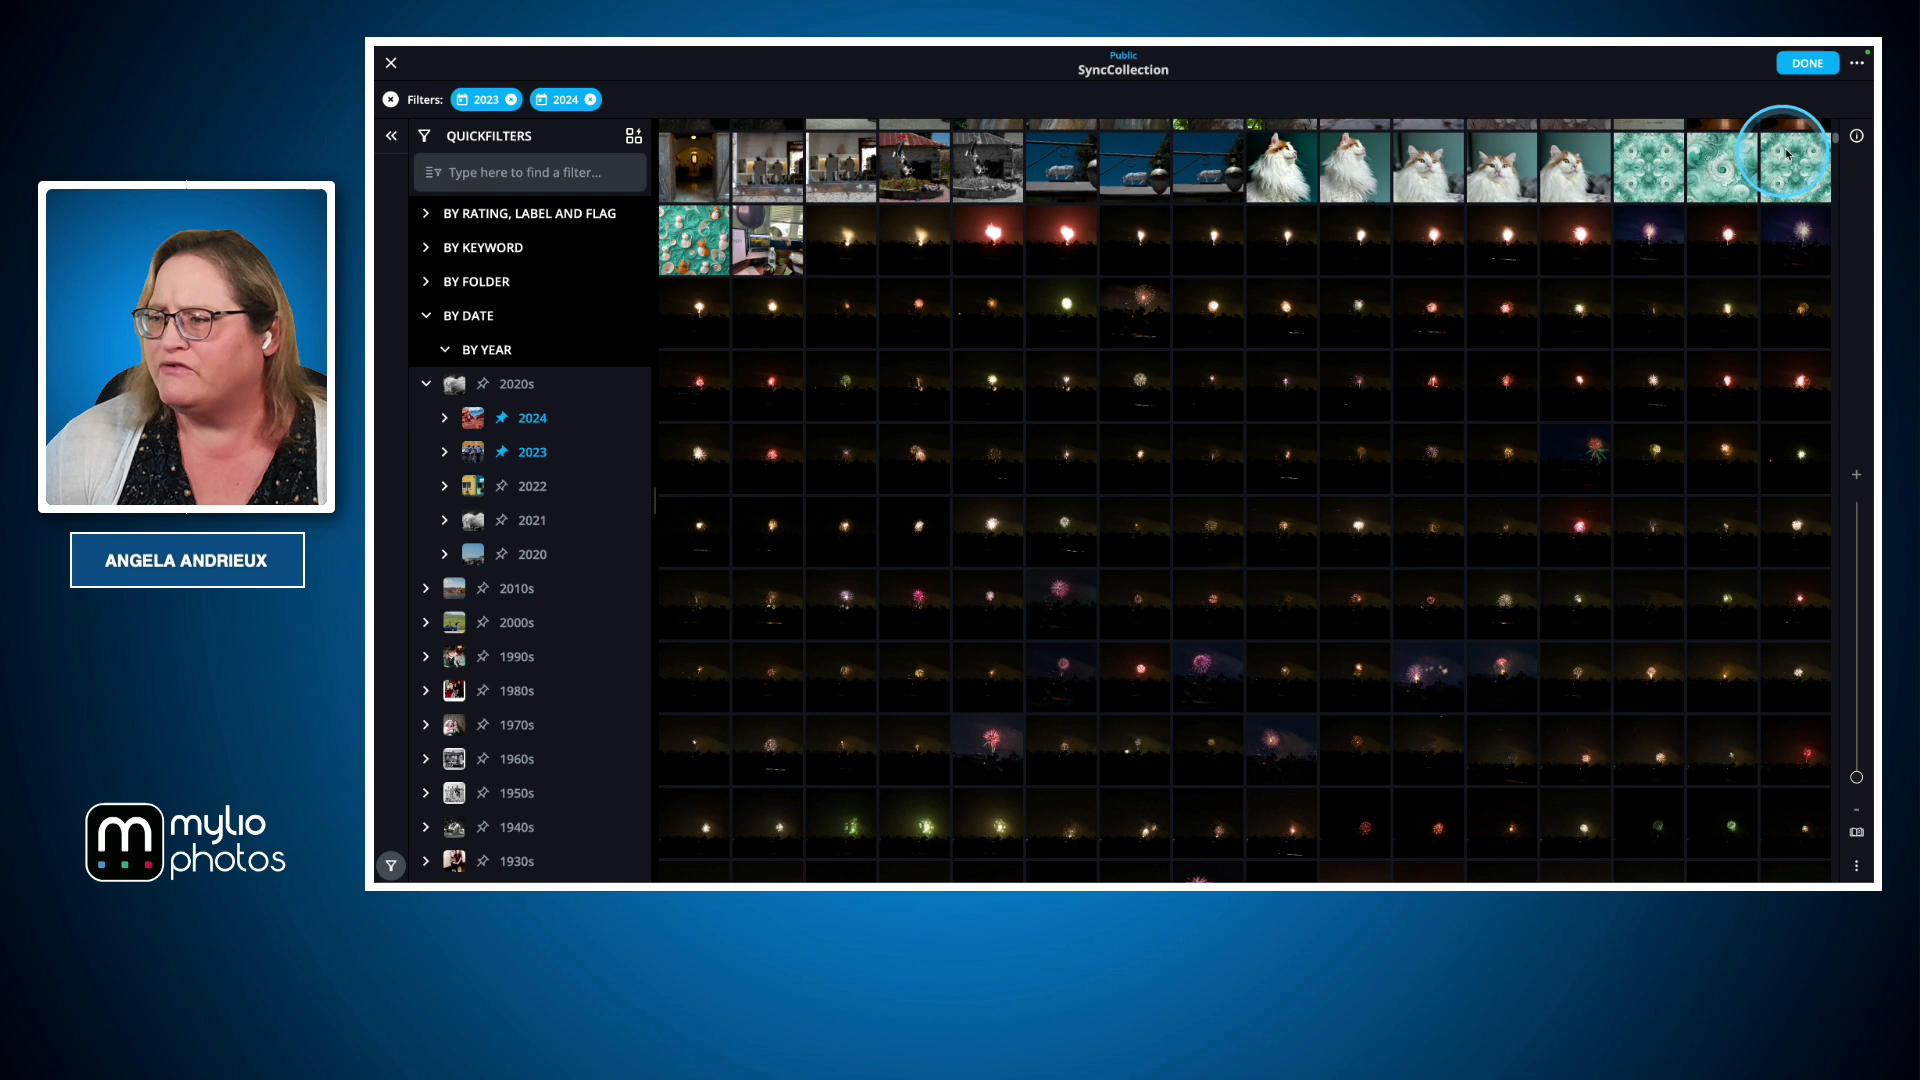 Public
SyncCollection
DONE
Filters:
2023
2024
QUICKFILTERS
Type here to find a filter...
BY RATING, LABEL AND FLAG
BY KEYWORD
BY FOLDER
BY DATE
BY YEAR
2020s
2024
2023
2022
2021
2020
2010s
2000s
1990s
1980s
1970s
1960s
1950s
1940s
1930s
ANGELA ANDRIEUX
m
mylio
photos